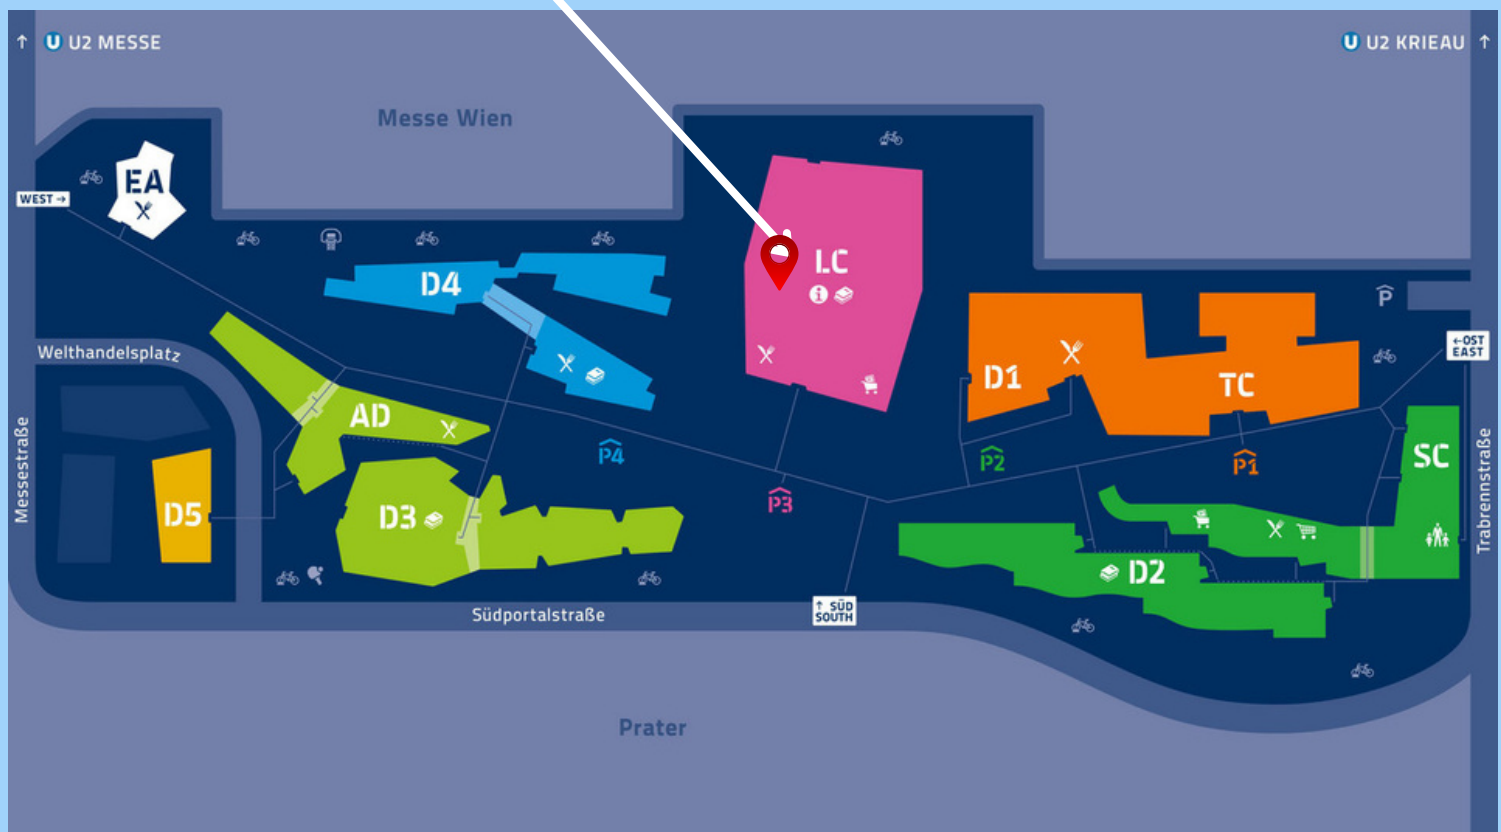 U U2 MESSE
U U2 KRIEAU
Messe Wien
EA
WEST →
LC
i
D4
P
← OST
EAST
Welthandelsplatz
D1
TC
AD
P4
P2
P1
SC
P3
D5
D3
D2
Messestraße
Trabrennstraße
Südportalstraße
↑ SÜD
SOUTH
Prater